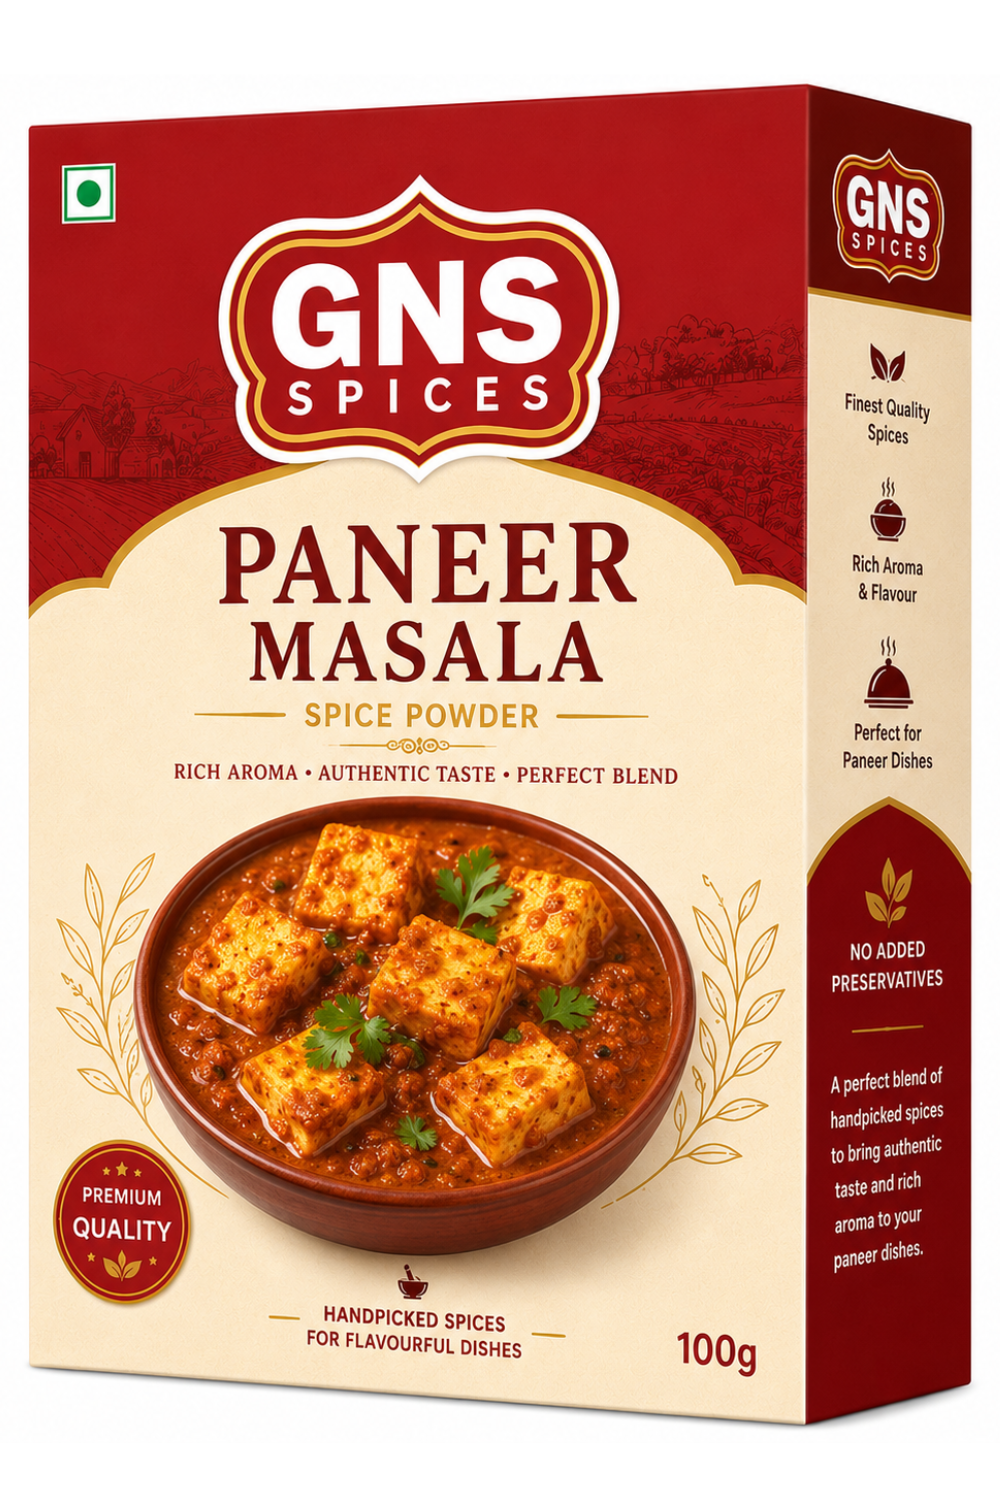 GNS
SPICES
PANEER
MASALA
SPICE POWDER
RICH AROMA • AUTHENTIC TASTE • PERFECT BLEND
PREMIUM
QUALITY
HANDPICKED SPICES
FOR FLAVOURFUL DISHES
100g
GNS
SPICES
Finest Quality
Spices
Rich Aroma
& Flavour
Perfect for
Paneer Dishes
NO ADDED
PRESERVATIVES
A perfect blend of
handpicked spices
to bring authentic
taste and rich
aroma to your
paneer dishes.